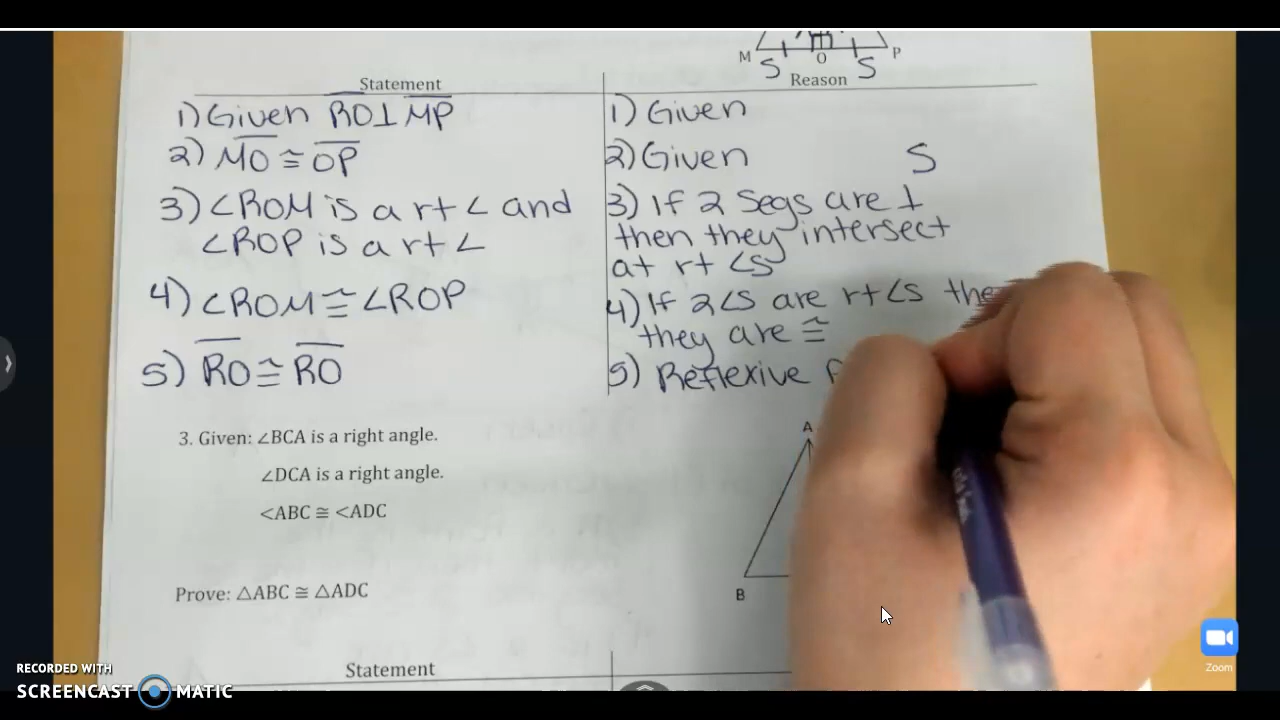 M O P
S S
Statement Reason
1) Given RO⊥MP 1) Given
2) MO ≅ OP 2) Given S
3) ∠ROM is a rt ∠ and 3) If 2 segs are ⊥
∠ROP is a rt ∠ then they intersect
at rt ∠s
4) ∠ROM ≅ ∠ROP 4) If 2∠s are rt∠s
they are ≅
5) RO ≅ RO 5) Reflexive
3. Given: ∠BCA is a right angle. A
∠DCA is a right angle.
<ABC ≅ <ADC
Prove: △ABC ≅ △ADC B
Zoom
RECORDED WITH
SCREENCAST MATIC
Statement